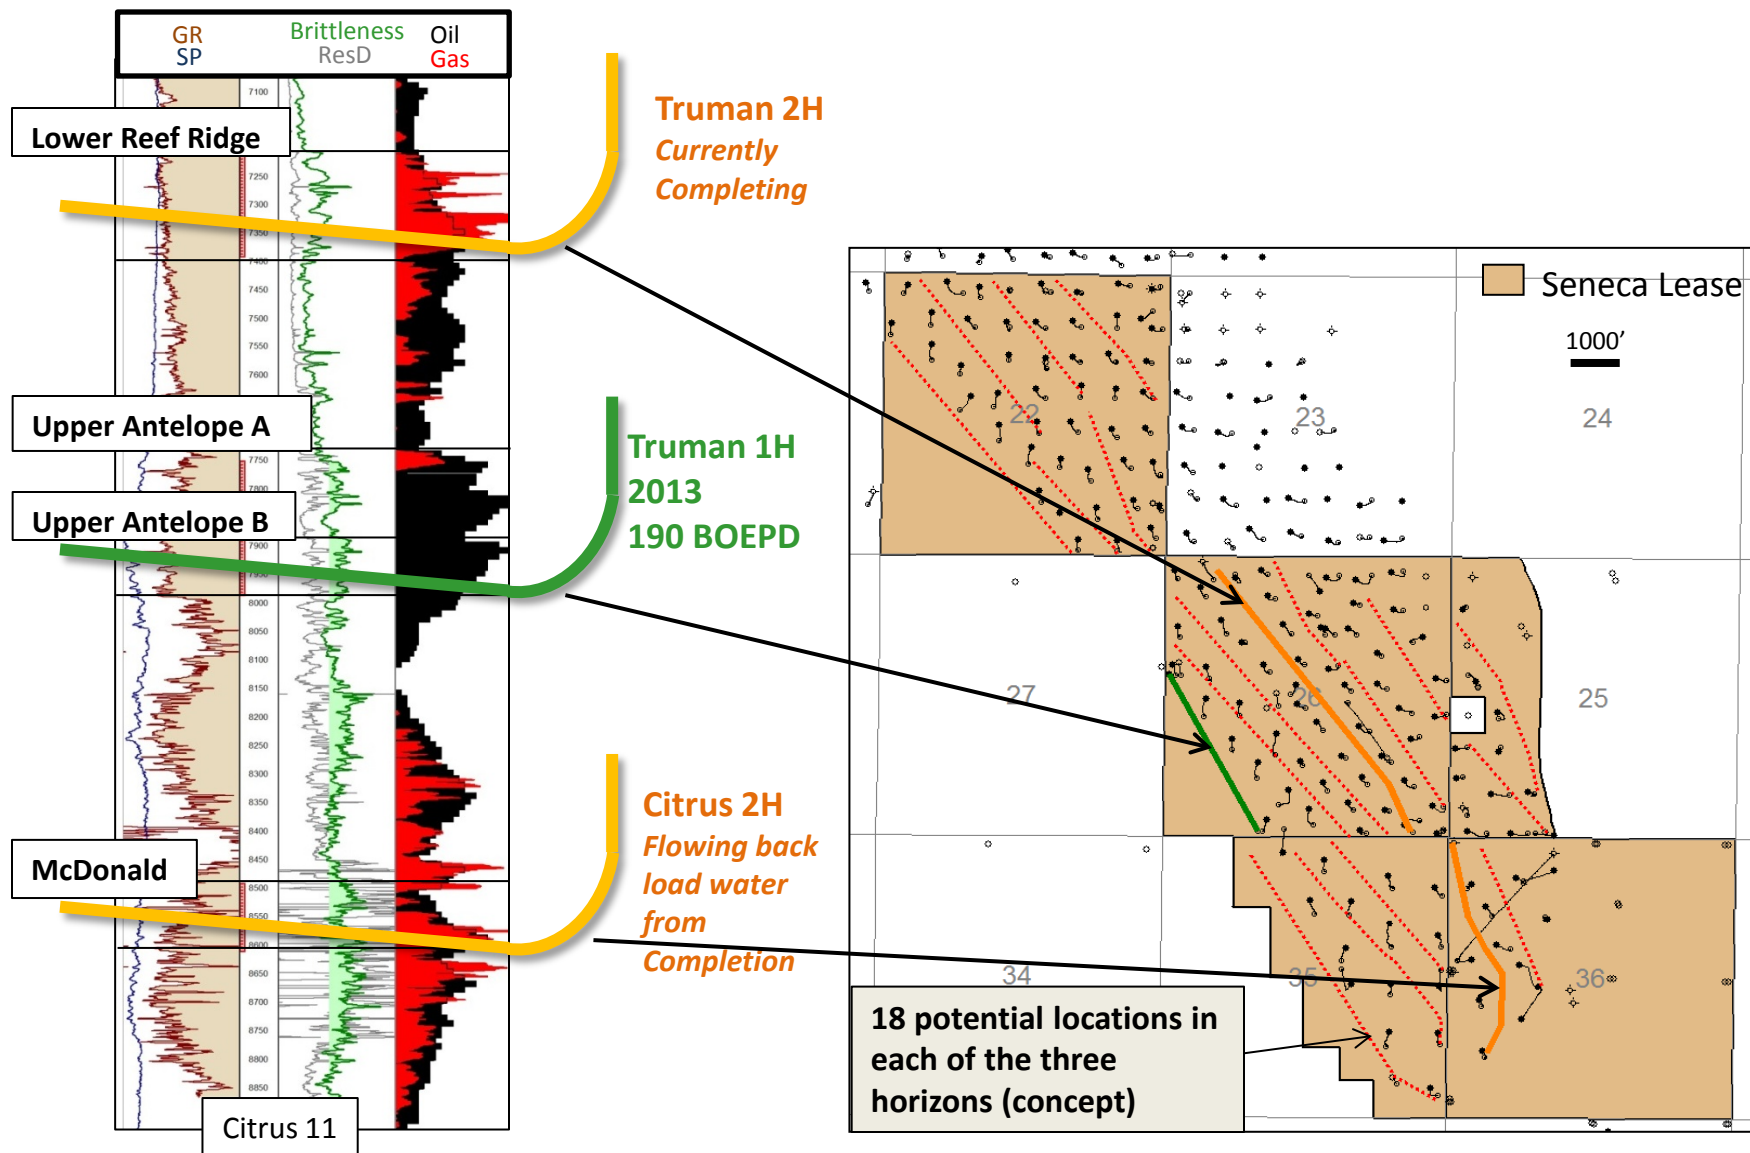 GR
SP
Brittleness
ResD
Oil
Gas
Lower Reef Ridge
Upper Antelope A
Upper Antelope B
McDonald
7100
7250
7300
7350
7400
7450
7500
7550
7600
7750
7800
7900
7950
8000
8050
8100
8150
8200
8250
8300
8350
8400
8450
8500
8550
8600
8650
8700
8750
8800
8850
Citrus 11
Truman 2H
Currently
Completing
Truman 1H
2013
190 BOEPD
Citrus 2H
Flowing back
load water
from
Completion
Seneca Lease
1000’
22
23
24
27
26
25
34
35
36
18 potential locations in
each of the three
horizons (concept)